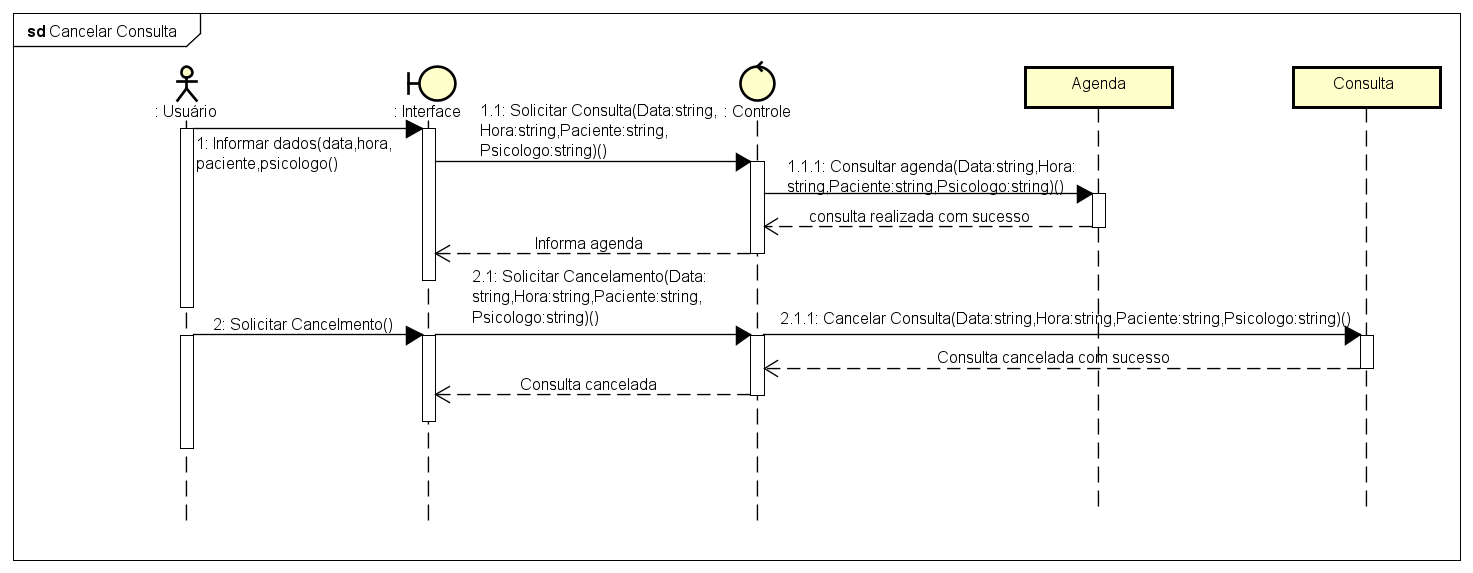 sd Cancelar Consulta
: Usuário
: Interface
: Controle
Agenda
Consulta
1: Informar dados(data,hora,
paciente,psicologo()
1.1: Solicitar Consulta(Data:string,
Hora:string,Paciente:string,
Psicologo:string)()
1.1.1: Consultar agenda(Data:string,Hora:
string,Paciente:string,Psicologo:string)()
consulta realizada com sucesso
Informa agenda
2: Solicitar Cancelmento()
2.1: Solicitar Cancelamento(Data:
string,Hora:string,Paciente:string,
Psicologo:string)()
2.1.1: Cancelar Consulta(Data:string,Hora:string,Paciente:string,Psicologo:string)()
Consulta cancelada com sucesso
Consulta cancelada